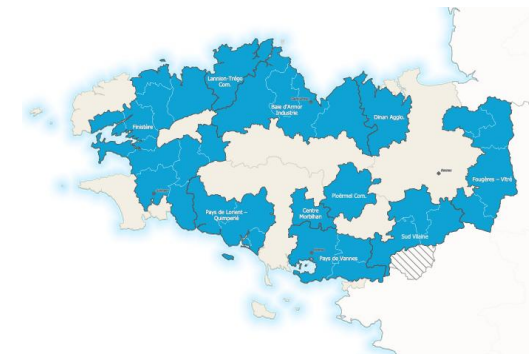 Lannion-Trégor
Com.
Baie d'Armor
Industrie
Dinan Agglo.
Finistère
Rennes
Fougères – Vitré
Ploërmel Com.
Centre
Morbihan
Pays de Lorient –
Quimperlé
Sud Vilaine
Pays de Vannes